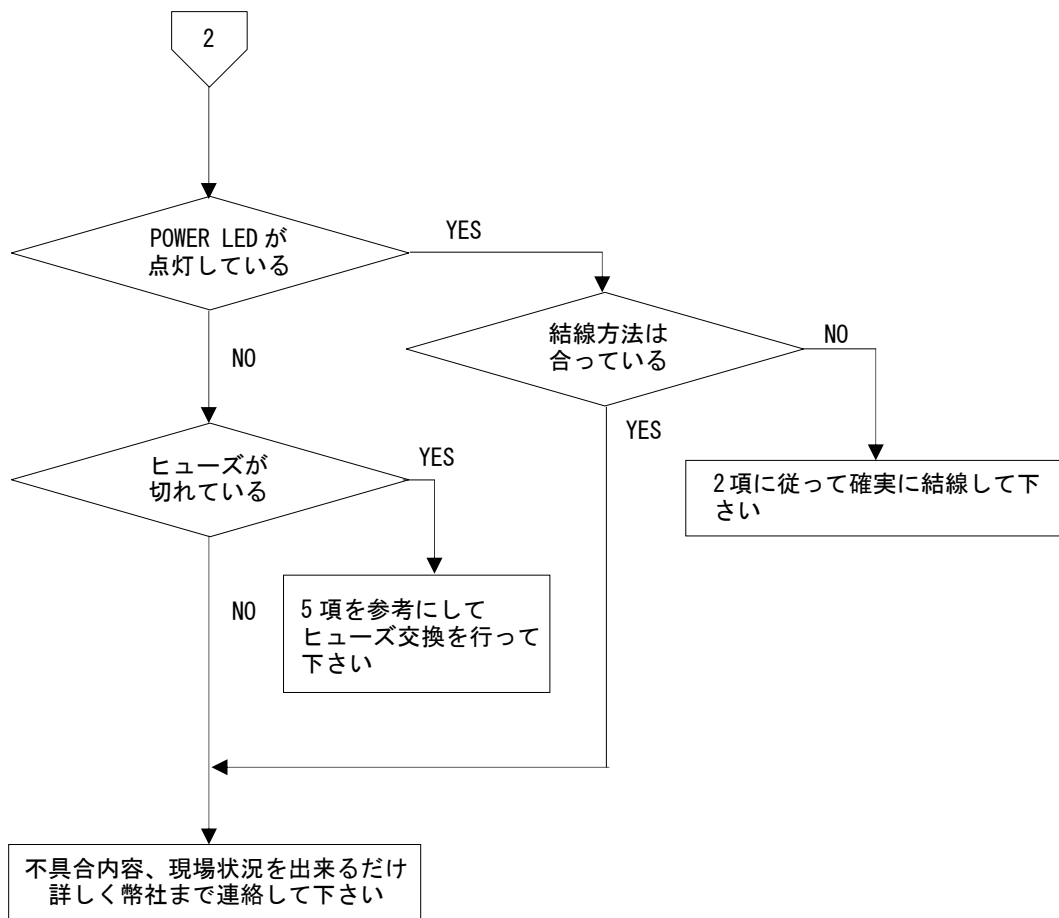 2
POWER LED が
点灯している
YES
結線方法は
合っている
NO
NO
YES
ヒューズが
切れている
YES
2項に従って確実に結線して下
さい
NO
5項を参考にして
ヒューズ交換を行って
下さい
不具合内容、現場状況を出来るだけ
詳しく幣社まで連絡して下さい